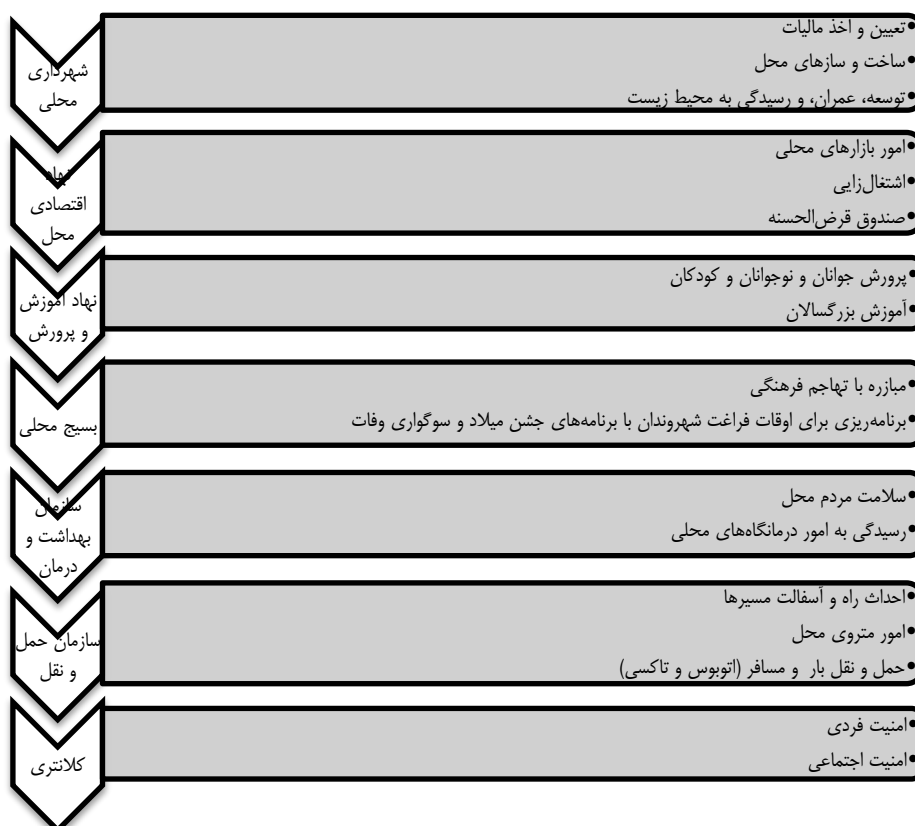 شهرداری
محلی
•تعیین و اخذ مالیات
•ساخت و سازهای محل
•توسعه، عمران، و رسیدگی به محیط زیست
نهاد
اقتصادی
محل
•امور بازارهای محلی
•اشتغال‌زایی
•صندوق قرض‌الحسنه
نهاد آموزش
و پرورش
•پرورش جوانان و نوجوانان و کودکان
•آموزش بزرگسالان
بسیج محلی
•مبازره با تهاجم فرهنگی
•برنامه‌ریزی برای اوقات فراغت شهروندان با برنامه‌های جشن میلاد و سوگواری وفات
سازمان
بهداشت و
درمان
•سلامت مردم محل
•رسیدگی به امور درمانگاه‌های محلی
سازمان حمل
و نقل
•احداث راه و آسفالت مسیرها
•امور متروی محل
•حمل و نقل بار و مسافر (اتوبوس و تاکسی)
کلانتری
•امنیت فردی
•امنیت اجتماعی